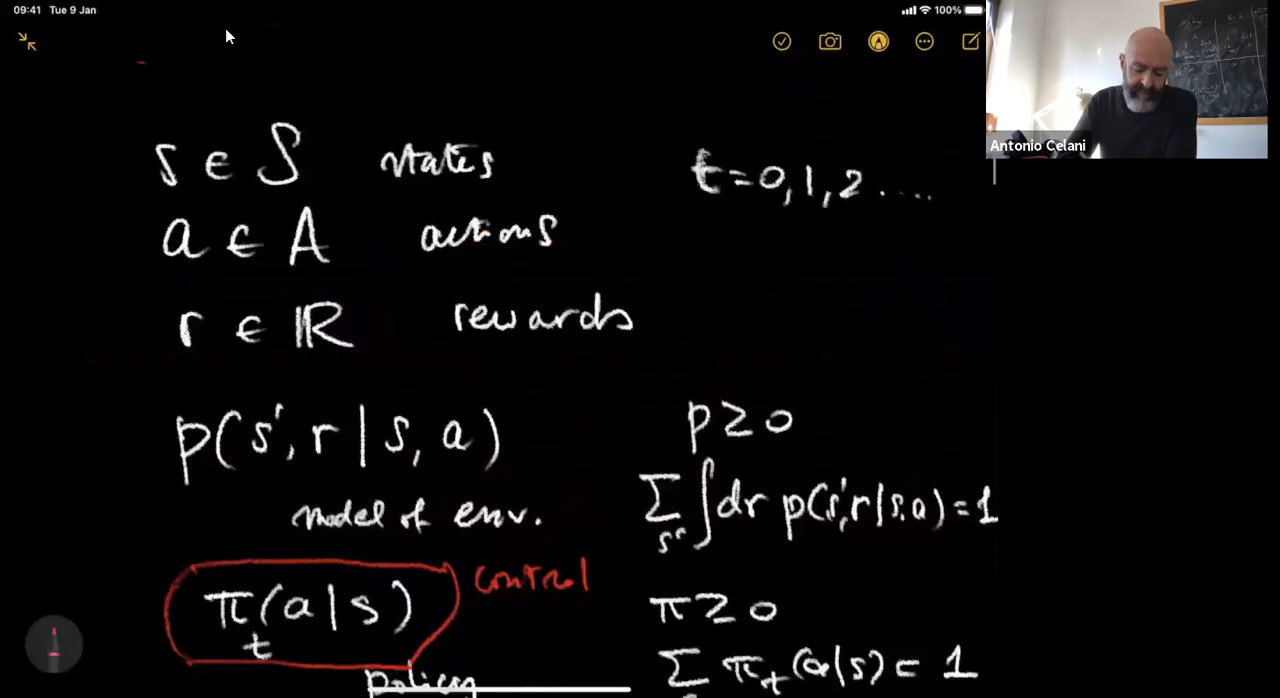 09:41 Tue 9 Jan
100%
Antonio Celani
s ∈ S states
t=0,1,2 ....
a ∈ A actions
r ∈ ℝ rewards
p(s',r|s,a)
p≥0
model of env.
∑ ∫dr p(s',r|s,a)=1
s'
control
π_t(a|s)
π≥0
policy
∑ π_t(a|s) = 1